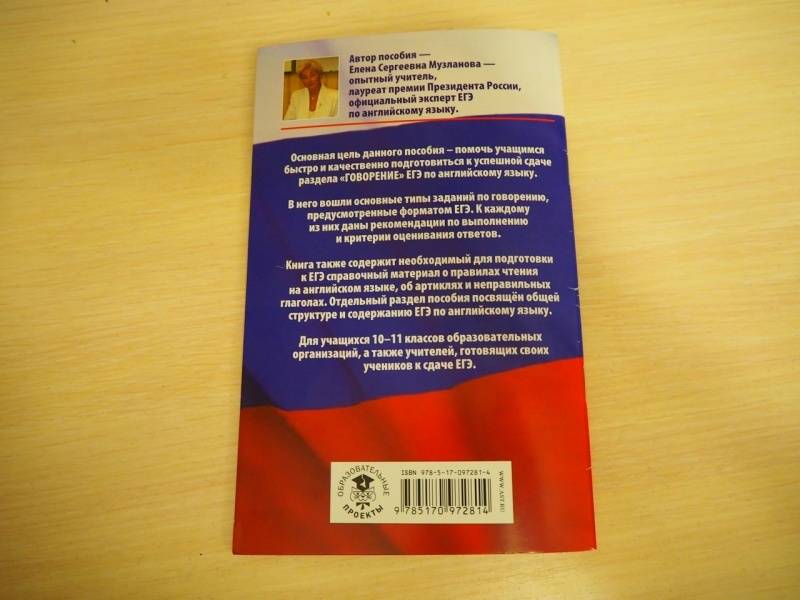 Автор пособия —
Елена Сергеевна Музланова —
опытный учитель,
лауреат премии Президента России,
официальный эксперт ЕГЭ
по английскому языку.
Основная цель данного пособия – помочь учащимся
быстро и качественно подготовиться к успешной сдаче
раздела «ГОВОРЕНИЕ» ЕГЭ по английскому языку.
В него вошли основные типы заданий по говорению,
предусмотренные форматом ЕГЭ. К каждому
из них даны рекомендации по выполнению
и критерии оценивания ответов.
Книга также содержит необходимый для подготовки
к ЕГЭ справочный материал о правилах чтения
на английском языке, об артиклях и неправильных
глаголах. Отдельный раздел пособия посвящён общей
структуре и содержанию ЕГЭ по английскому языку.
Для учащихся 10–11 классов образовательных
организаций, а также учителей, готовящих своих
учеников к сдаче ЕГЭ.
ОБРАЗОВАТЕЛЬНЫЕ
ПРОЕКТЫ
ISBN 978-5-17-097281-4
9 785170 972814
WWW.AST.RU